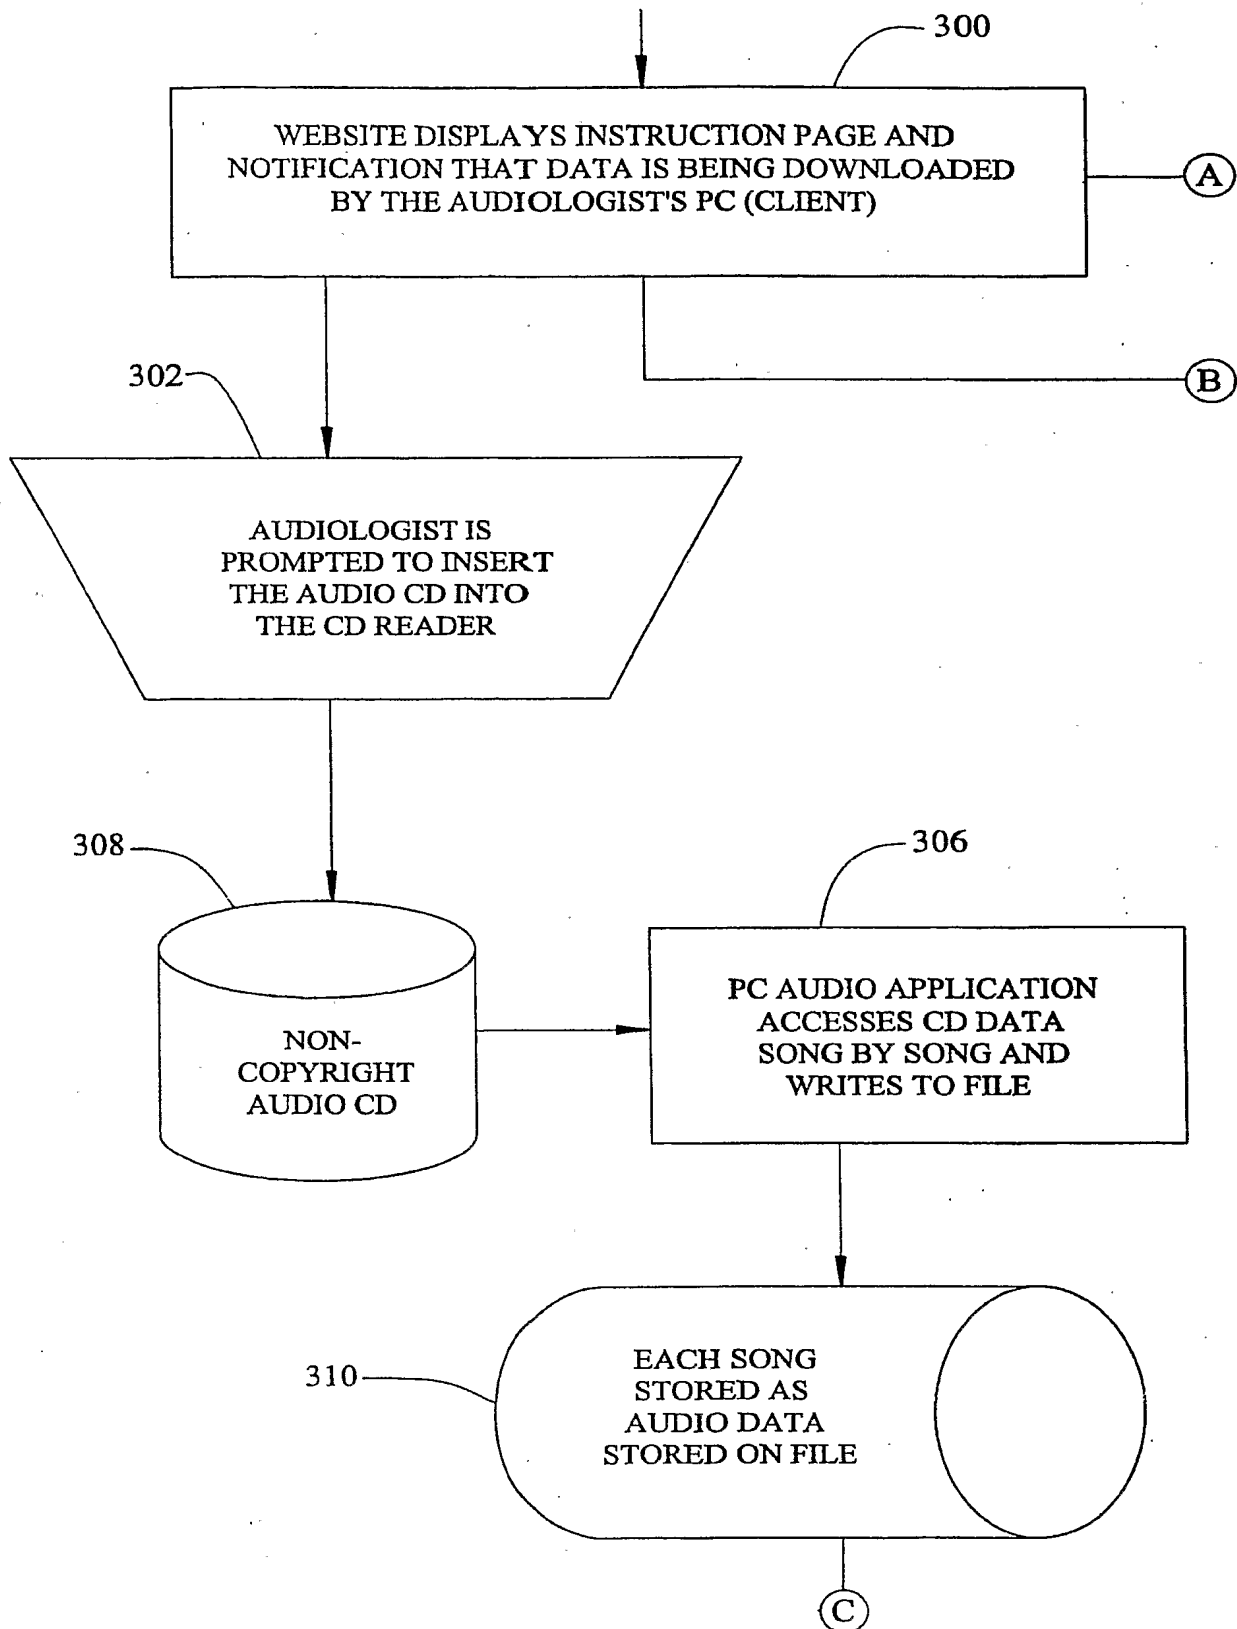 300
WEBSITE DISPLAYS INSTRUCTION PAGE AND
NOTIFICATION THAT DATA IS BEING DOWNLOADED
BY THE AUDIOLOGIST'S PC (CLIENT)
A
B
302
AUDIOLOGIST IS
PROMPTED TO INSERT
THE AUDIO CD INTO
THE CD READER
308
NON-
COPYRIGHT
AUDIO CD
306
PC AUDIO APPLICATION
ACCESSES CD DATA
SONG BY SONG AND
WRITES TO FILE
310
EACH SONG
STORED AS
AUDIO DATA
STORED ON FILE
C